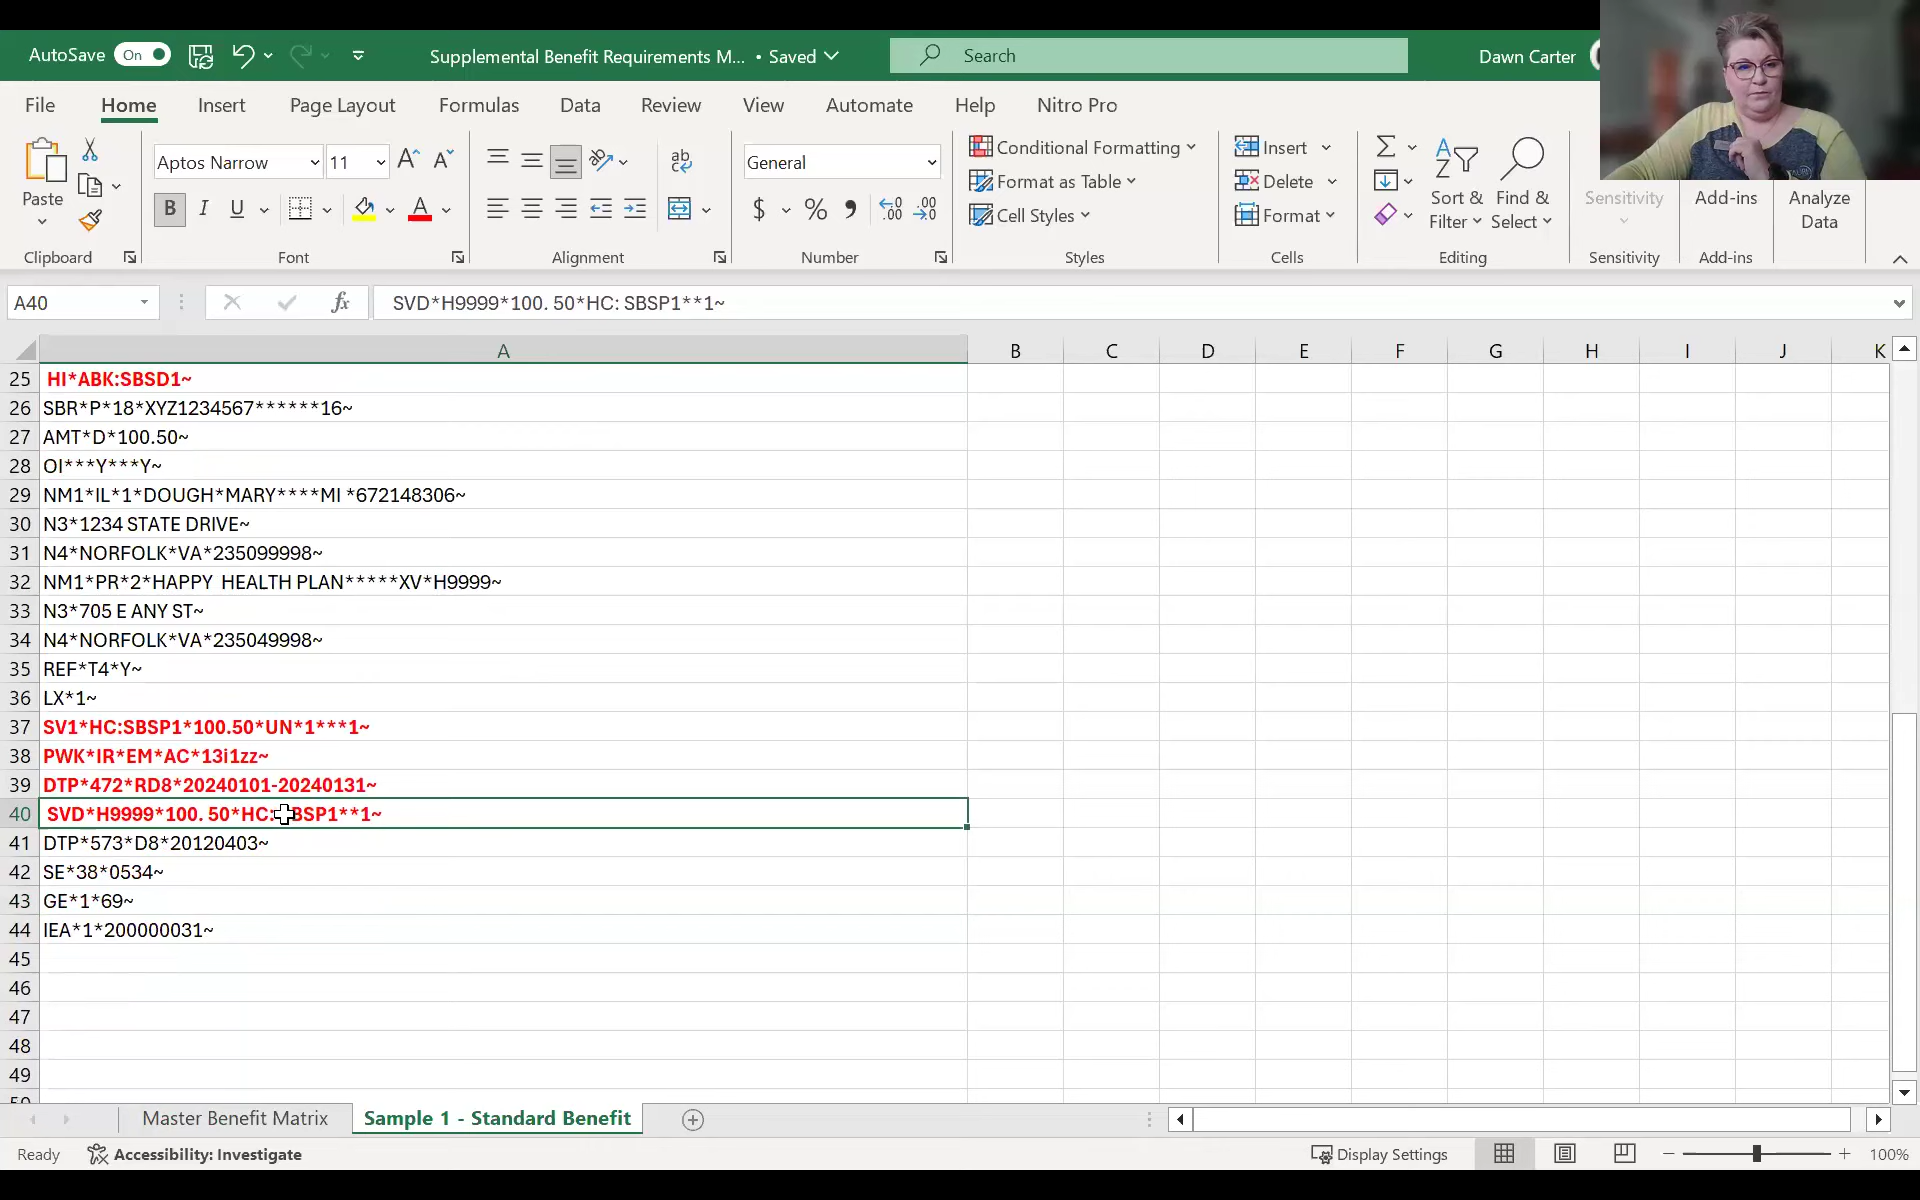 AutoSave On Supplemental Benefit Requirements M... • Saved Search Dawn Carter
File Home Insert Page Layout Formulas Data Review View Automate Help Nitro Pro
Paste
Clipboard
Aptos Narrow 11
B I U A
Font
ab
Alignment
General
$ % , .00
Number
Conditional Formatting
Format as Table
Cell Styles
Styles
Insert
Delete
Format
Cells
Sort & Filter
Find & Select
Editing
Sensitivity
Sensitivity
Add-ins
Add-ins
Analyze Data
A40 fx SVD*H9999*100. 50*HC: SBSP1**1~
A B C D E F G H I J K
25 HI*ABK:SBSD1~
26 SBR*P*18*XYZ1234567******16~
27 AMT*D*100.50~
28 OI***Y***Y~
29 NM1*IL*1*DOUGH*MARY****MI *672148306~
30 N3*1234 STATE DRIVE~
31 N4*NORFOLK*VA*235099998~
32 NM1*PR*2*HAPPY  HEALTH PLAN*****XV*H9999~
33 N3*705 E ANY ST~
34 N4*NORFOLK*VA*235049998~
35 REF*T4*Y~
36 LX*1~
37 SV1*HC:SBSP1*100.50*UN*1***1~
38 PWK*IR*EM*AC*13i1zz~
39 DTP*472*RD8*20240101-20240131~
40 SVD*H9999*100. 50*HC: SBSP1**1~
41 DTP*573*D8*20120403~
42 SE*38*0534~
43 GE*1*69~
44 IEA*1*200000031~
45
46
47
48
49
Master Benefit Matrix Sample 1 - Standard Benefit
Ready Accessibility: Investigate Display Settings 100%